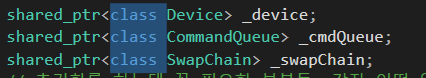 shared_ptr<class Device> _device;
shared_ptr<class CommandQueue> _cmdQueue;
shared_ptr<class SwapChain> _swapChain;